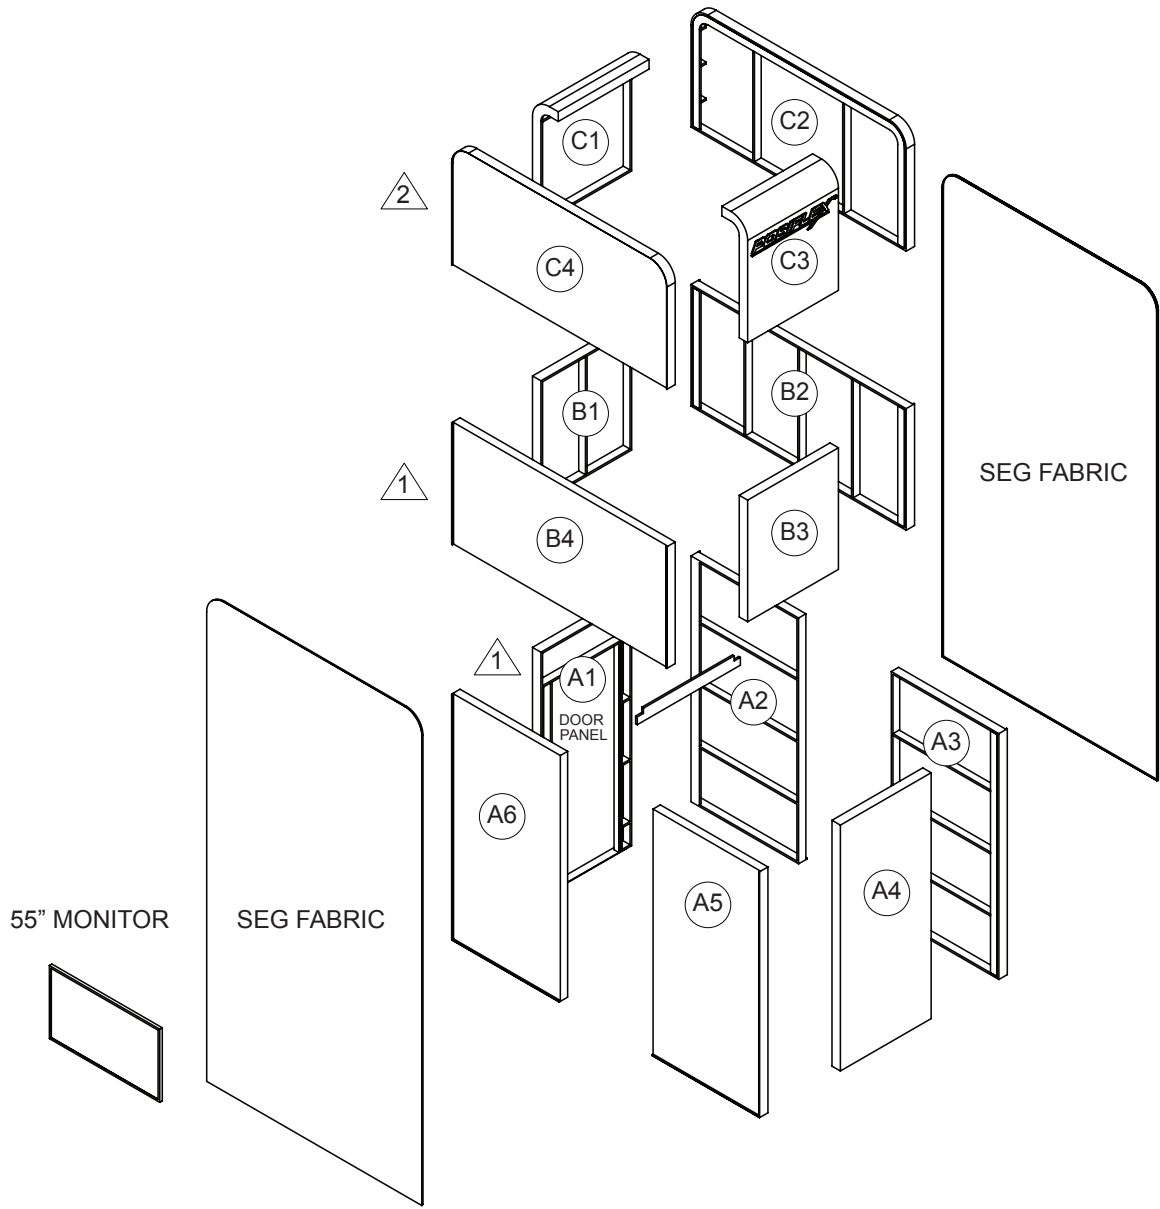 C2
C1
2
POSIFLEX
C4
C3
B1
B2
SEG FABRIC
1
B4
B3
1
A1
DOOR
PANEL
A2
A3
A6
A5
A4
55” MONITOR
SEG FABRIC